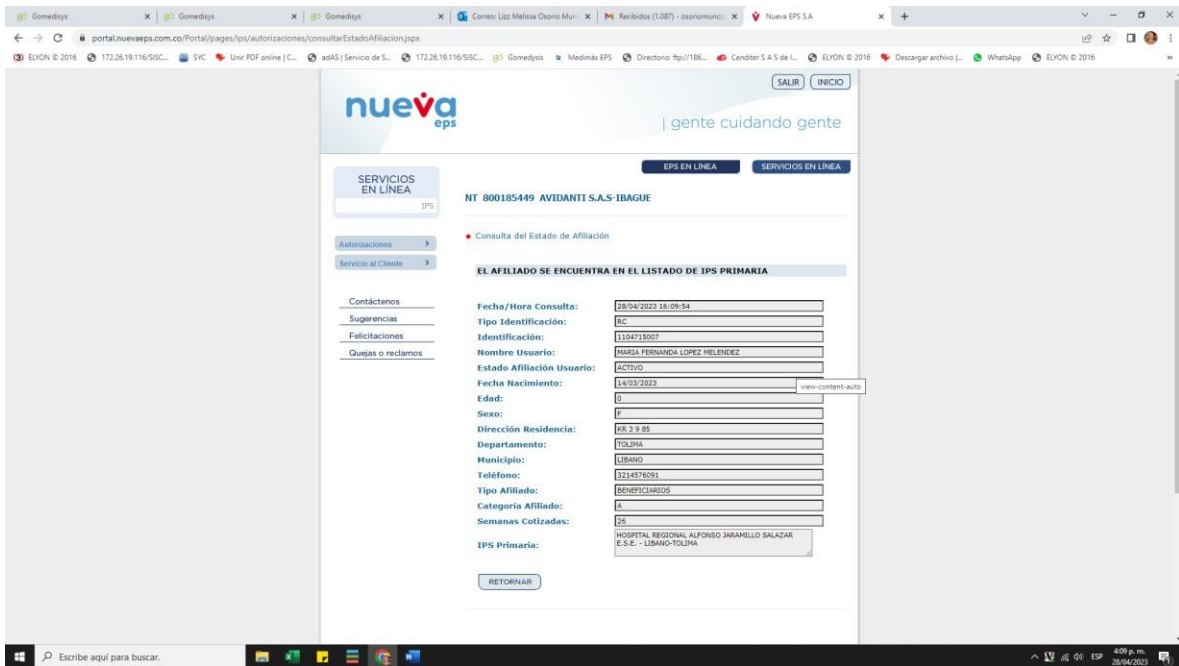 Gomedisys
Gomedisys
Gomedisys
Correo: Lizz Melissa Osorio Mun
Recibidos (1.087) - osoriomunoz
Nueva EPS S.A
portal.nuevaeps.com.co/Portal/pages/ips/autorizaciones/consultarEstadoAfiliacion.jspx
(3) ELYON © 2016
172.26.19.116/SISC...
SYC
Unir PDF online | C...
adAS | Servicio de S...
172.26.19.116/SISC...
Gomedysis
Medimás EPS
Directorio: ftp://186...
Cenditer S A S de I...
ELYON © 2016
Descargar archivo |...
WhatsApp
ELYON © 2016
SALIR
INICIO
nueva
eps
| gente cuidando gente
EPS EN LÍNEA
SERVICIOS EN LÍNEA
SERVICIOS
EN LÍNEA
IPS
Autorizaciones
Servicio al Cliente
Contáctenos
Sugerencias
Felicitaciones
Quejas o reclamos
NT 800185449 AVIDANTI S.A.S-IBAGUE
Consulta del Estado de Afiliación
EL AFILIADO SE ENCUENTRA EN EL LISTADO DE IPS PRIMARIA
Fecha/Hora Consulta: 28/04/2023 16:09:54
Tipo Identificación: RC
Identificación: 1104715007
Nombre Usuario: MARIA FERNANDA LOPEZ MELENDEZ
Estado Afiliación Usuario: ACTIVO
Fecha Nacimiento: 14/03/2023
view-content-auto
Edad: 0
Sexo: F
Dirección Residencia: KR 3 9 85
Departamento: TOLIMA
Municipio: LIBANO
Teléfono: 3214576091
Tipo Afiliado: BENEFICIARIOS
Categoría Afiliado: A
Semanas Cotizadas: 26
IPS Primaria: HOSPITAL REGIONAL ALFONSO JARAMILLO SALAZAR
E.S.E. - LIBANO-TOLIMA
RETORNAR
Escribe aquí para buscar.
ESP
4:09 p. m.
28/04/2023